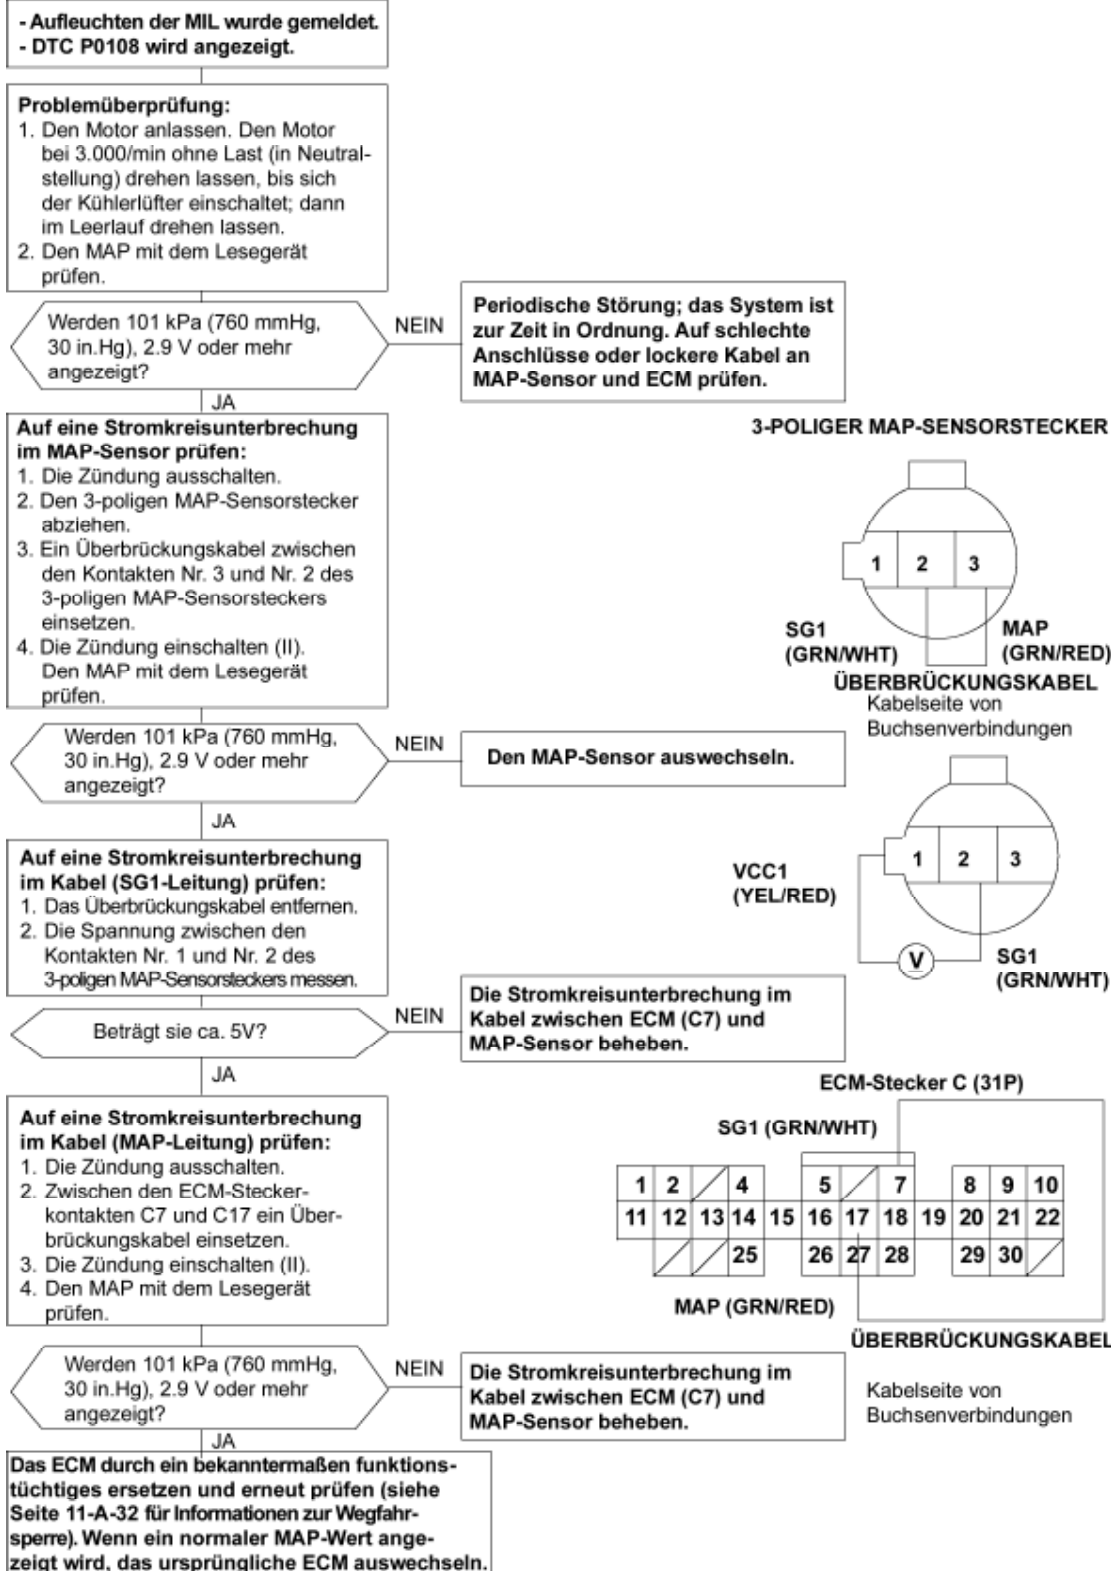 - Aufleuchten der MIL wurde gemeldet.
- DTC P0108 wird angezeigt.
Problemüberprüfung:
1. Den Motor anlassen. Den Motor
bei 3.000/min ohne Last (in Neutral-
stellung) drehen lassen, bis sich
der Kühlerlüfter einschaltet; dann
im Leerlauf drehen lassen.
2. Den MAP mit dem Lesegerät
prüfen.
Werden 101 kPa (760 mmHg,
30 in.Hg), 2.9 V oder mehr
angezeigt?
NEIN
Periodische Störung; das System ist
zur Zeit in Ordnung. Auf schlechte
Anschlüsse oder lockere Kabel an
MAP-Sensor und ECM prüfen.
JA
Auf eine Stromkreisunterbrechung
im MAP-Sensor prüfen:
1. Die Zündung ausschalten.
2. Den 3-poligen MAP-Sensorstecker
abziehen.
3. Ein Überbrückungskabel zwischen
den Kontakten Nr. 3 und Nr. 2 des
3-poligen MAP-Sensorsteckers
einsetzen.
4. Die Zündung einschalten (II).
Den MAP mit dem Lesegerät
prüfen.
3-POLIGER MAP-SENSORSTECKER
1 2 3
SG1
(GRN/WHT)
MAP
(GRN/RED)
ÜBERBRÜCKUNGSKABEL
Kabelseite von
Buchsenverbindungen
Werden 101 kPa (760 mmHg,
30 in.Hg), 2.9 V oder mehr
angezeigt?
NEIN
Den MAP-Sensor auswechseln.
JA
Auf eine Stromkreisunterbrechung
im Kabel (SG1-Leitung) prüfen:
1. Das Überbrückungskabel entfernen.
2. Die Spannung zwischen den
Kontakten Nr. 1 und Nr. 2 des
3-poligen MAP-Sensorsteckers messen.
1 2 3
VCC1
(YEL/RED)
V
SG1
(GRN/WHT)
Beträgt sie ca. 5V?
NEIN
Die Stromkreisunterbrechung im
Kabel zwischen ECM (C7) und
MAP-Sensor beheben.
JA
Auf eine Stromkreisunterbrechung
im Kabel (MAP-Leitung) prüfen:
1. Die Zündung ausschalten.
2. Zwischen den ECM-Stecker-
kontakten C7 und C17 ein Über-
brückungskabel einsetzen.
3. Die Zündung einschalten (II).
4. Den MAP mit dem Lesegerät
prüfen.
ECM-Stecker C (31P)
SG1 (GRN/WHT)
1 2 4 5 7 8 9 10
11 12 13 14 15 16 17 18 19 20 21 22
25 26 27 28 29 30
MAP (GRN/RED)
ÜBERBRÜCKUNGSKABEL
Kabelseite von
Buchsenverbindungen
Werden 101 kPa (760 mmHg,
30 in.Hg), 2.9 V oder mehr
angezeigt?
NEIN
Die Stromkreisunterbrechung im
Kabel zwischen ECM (C7) und
MAP-Sensor beheben.
JA
Das ECM durch ein bekanntermaßen funktions-
tüchtiges ersetzen und erneut prüfen (siehe
Seite 11-A-32 für Informationen zur Wegfahr-
sperre). Wenn ein normaler MAP-Wert ange-
zeigt wird, das ursprüngliche ECM auswechseln.